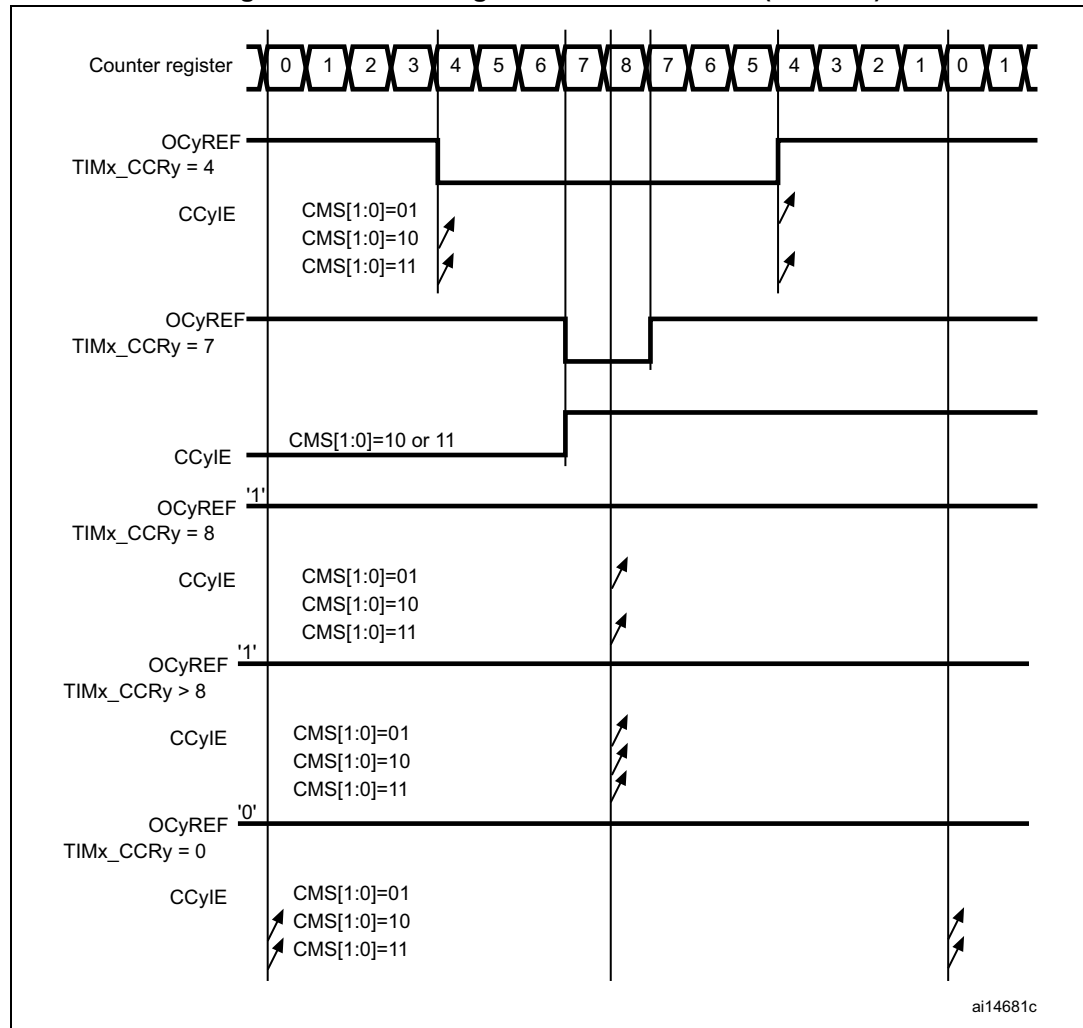 Counter register 0 1 2 3 4 5 6 7 8 7 6 5 4 3 2 1 0 1
OCyREF
TIMx_CCRy = 4
CCyIE CMS[1:0]=01
CMS[1:0]=10
CMS[1:0]=11
OCyREF
TIMx_CCRy = 7
CMS[1:0]=10 or 11
CCyIE
'1'
OCyREF
TIMx_CCRy = 8
CCyIE CMS[1:0]=01
CMS[1:0]=10
CMS[1:0]=11
'1'
OCyREF
TIMx_CCRy > 8
CCyIE CMS[1:0]=01
CMS[1:0]=10
CMS[1:0]=11
'0'
OCyREF
TIMx_CCRy = 0
CCyIE CMS[1:0]=01
CMS[1:0]=10
CMS[1:0]=11
ai14681c